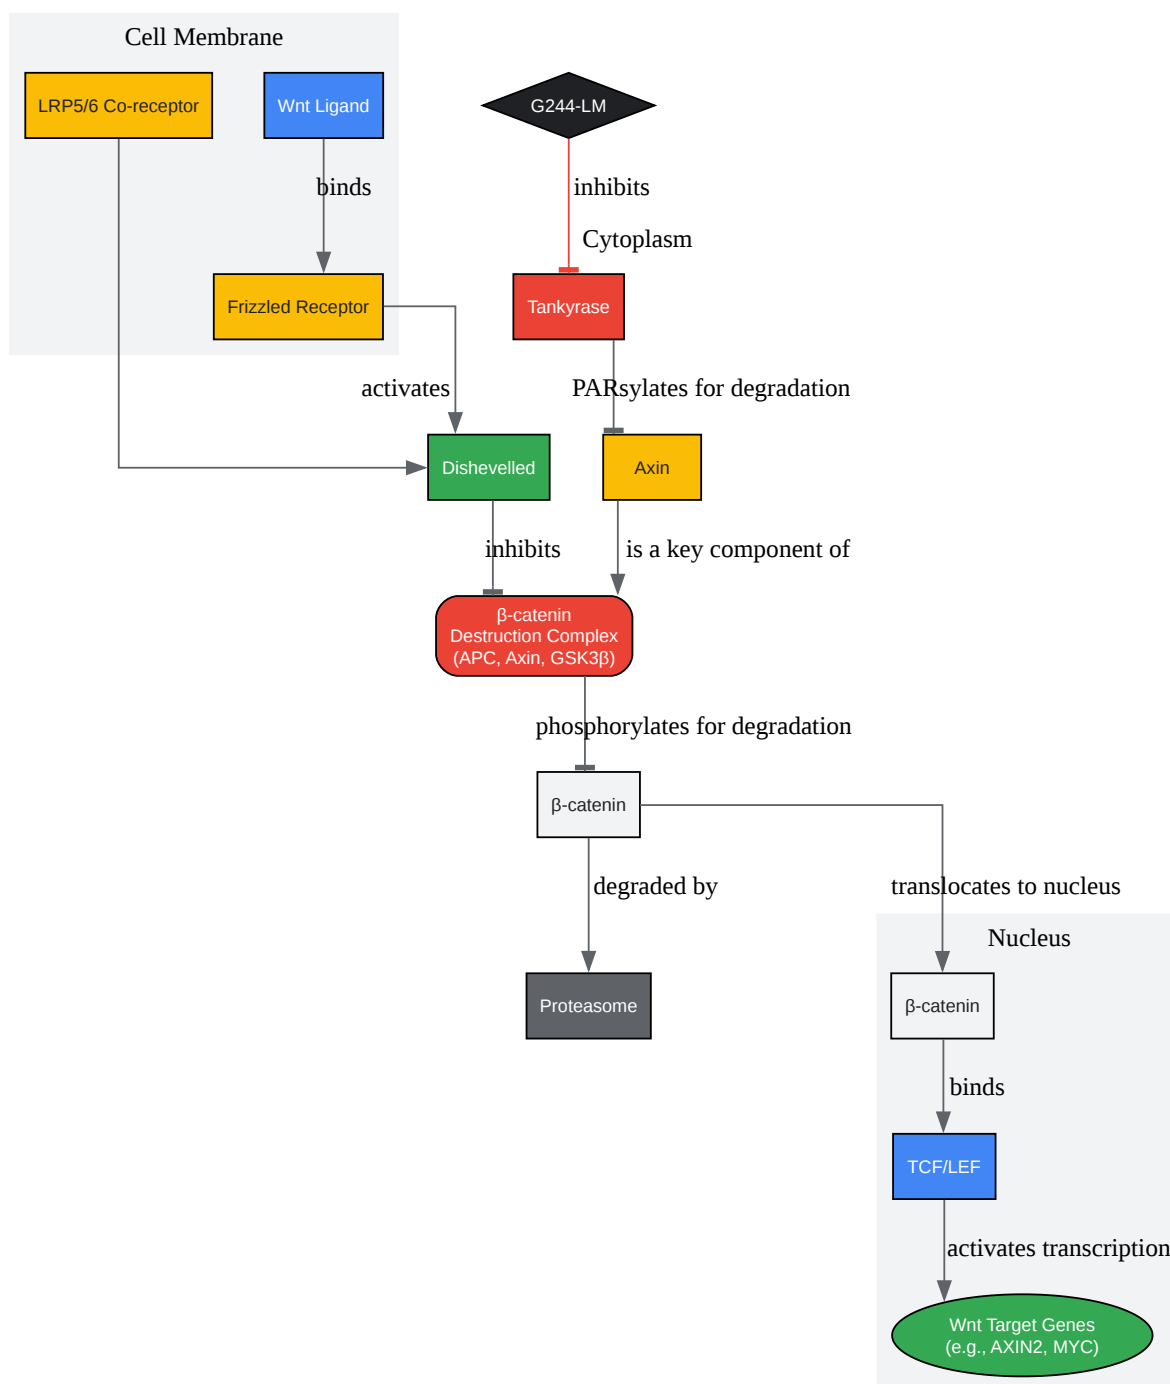 Cell Membrane
LRP5/6 Co-receptor
Wnt Ligand
G244-LM
binds
inhibits
Cytoplasm
Frizzled Receptor
Tankyrase
activates
PARsylates for degradation
Dishevelled
Axin
inhibits
is a key component of
β-catenin
Destruction Complex
(APC, Axin, GSK3β)
phosphorylates for degradation
β-catenin
degraded by
translocates to nucleus
Nucleus
Proteasome
β-catenin
binds
TCF/LEF
activates transcription
Wnt Target Genes
(e.g., AXIN2, MYC)